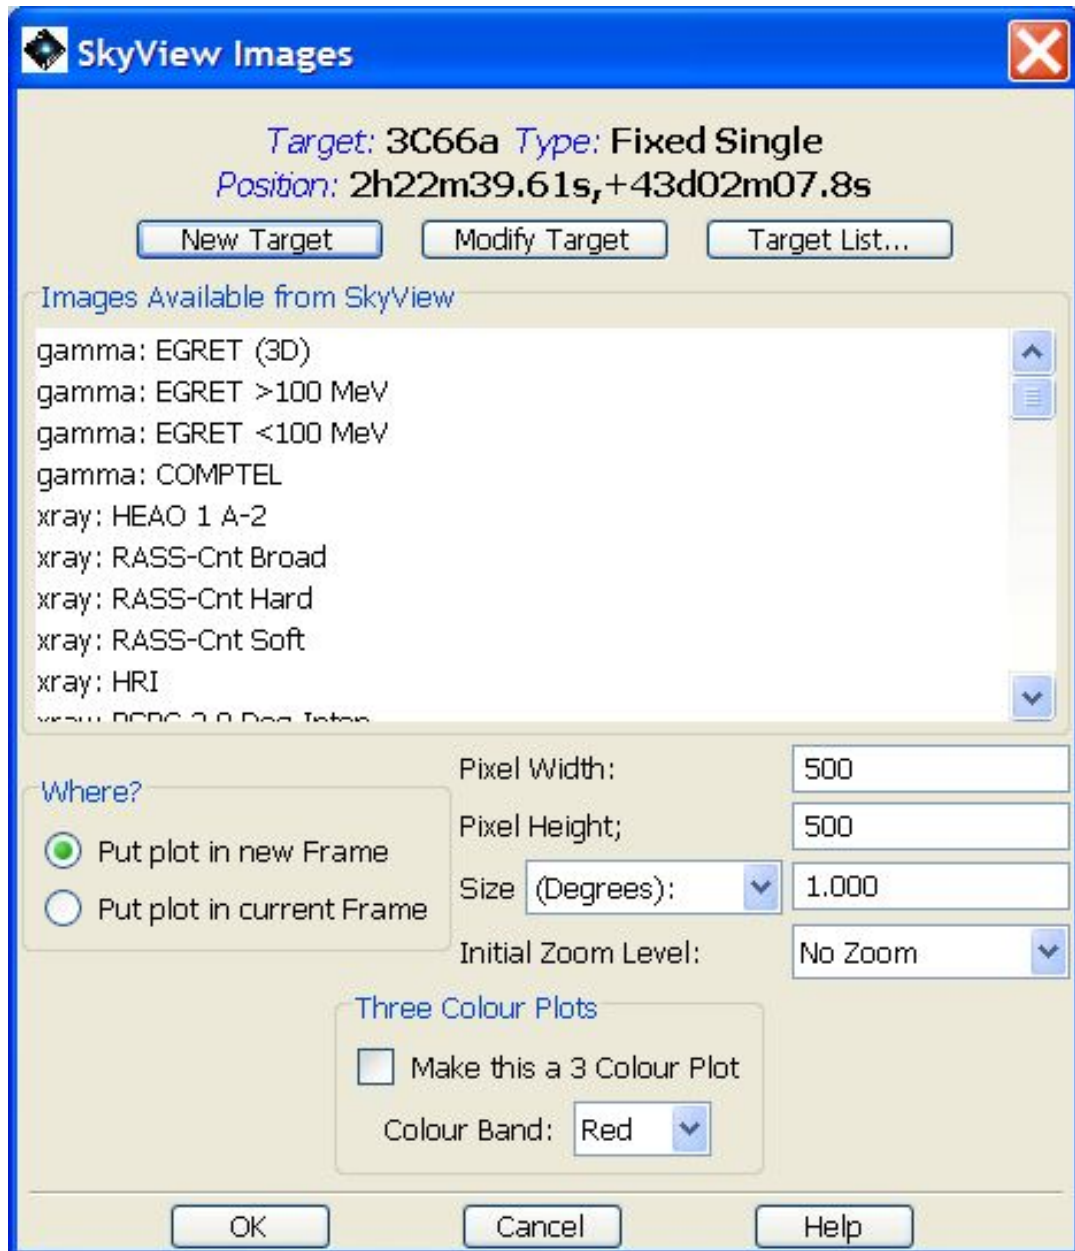 SkyView Images
Target: 3C66a Type: Fixed Single
Position: 2h22m39.61s,+43d02m07.8s
New Target Modify Target Target List...
Images Available from SkyView
gamma: EGRET (3D)
gamma: EGRET >100 MeV
gamma: EGRET <100 MeV
gamma: COMPTEL
xray: HEAO 1 A-2
xray: RASS-Cnt Broad
xray: RASS-Cnt Hard
xray: RASS-Cnt Soft
xray: HRI
Where?
Put plot in new Frame
Put plot in current Frame
Pixel Width: 500
Pixel Height; 500
Size (Degrees): 1.000
Initial Zoom Level: No Zoom
Three Colour Plots
Make this a 3 Colour Plot
Colour Band: Red
OK Cancel Help